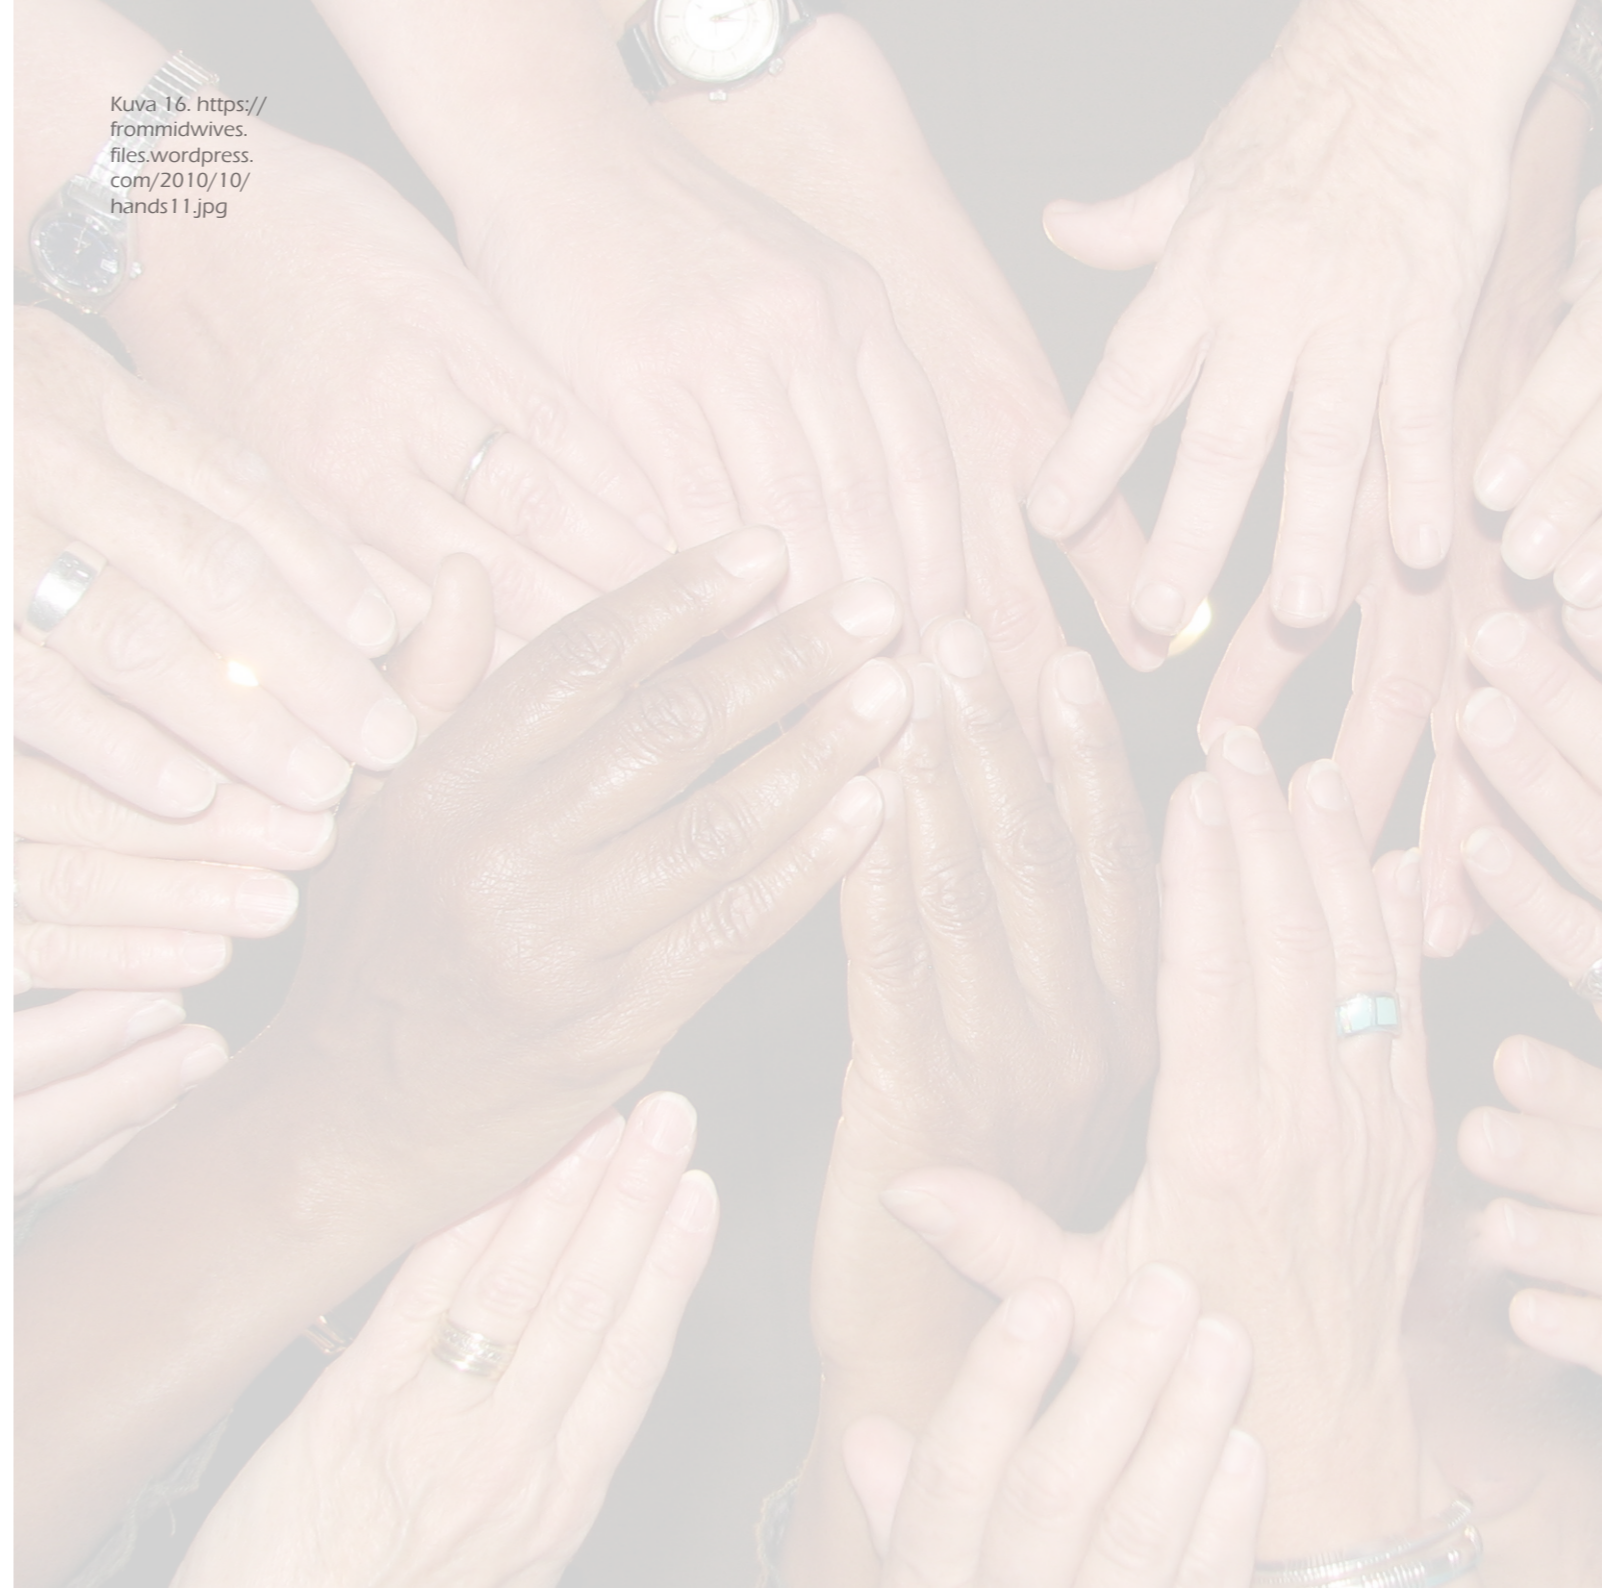 Kuva 16. https://
frommidwives.
files.wordpress.
com/2010/10/
hands11.jpg